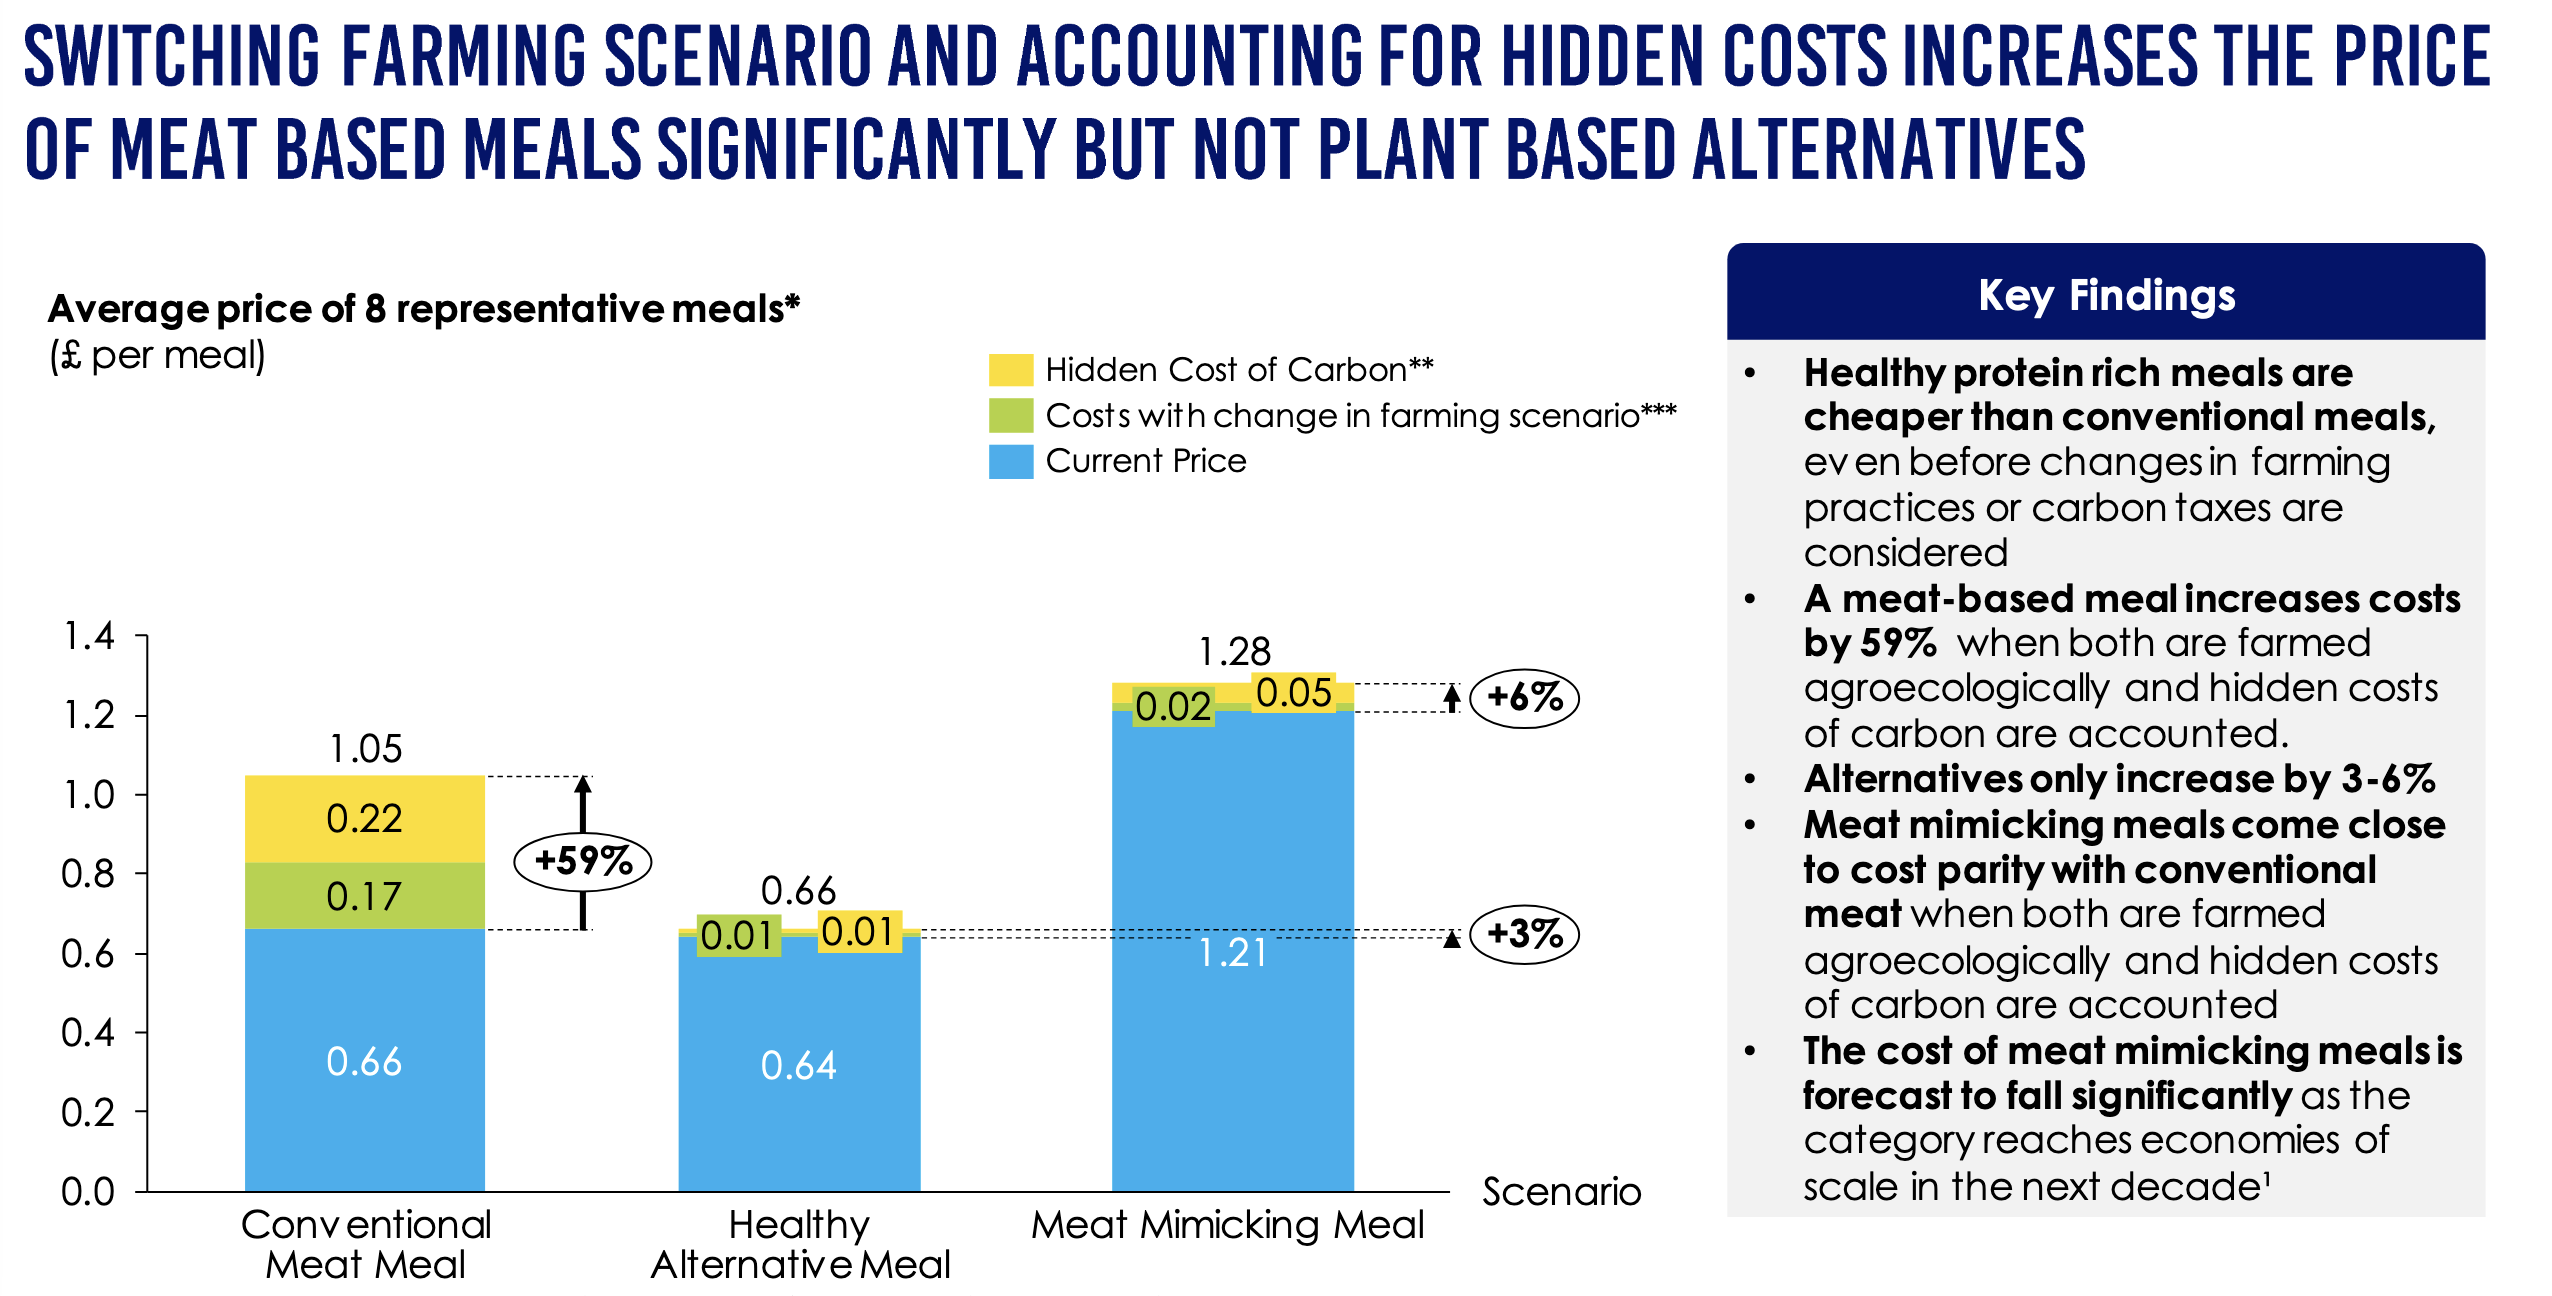 SWITCHING FARMING SCENARIO AND ACCOUNTING FOR HIDDEN COSTS INCREASES THE PRICE
OF MEAT BASED MEALS SIGNIFICANTLY BUT NOT PLANT BASED ALTERNATIVES
Average price of 8 representative meals*
(£ per meal)
Hidden Cost of Carbon**
Costs with change in farming scenario***
Current Price
1.4
1.2
1.0
0.8
0.6
0.4
0.2
0.0
1.05
0.22
0.17
0.66
+59%
0.66
0.01
0.01
0.64
1.28
0.02
0.05
1.21
+6%
+3%
Scenario
Conventional
Meat Meal
Healthy
Alternative Meal
Meat Mimicking Meal
Key Findings
• Healthy protein rich meals are
cheaper than conventional meals,
even before changes in farming
practices or carbon taxes are
considered
• A meat-based meal increases costs
by 59% when both are farmed
agroecologically and hidden costs
of carbon are accounted.
• Alternatives only increase by 3-6%
• Meat mimicking meals come close
to cost parity with conventional
meat when both are farmed
agroecologically and hidden costs
of carbon are accounted
• The cost of meat mimicking meals is
forecast to fall significantly as the
category reaches economies of
scale in the next decade¹